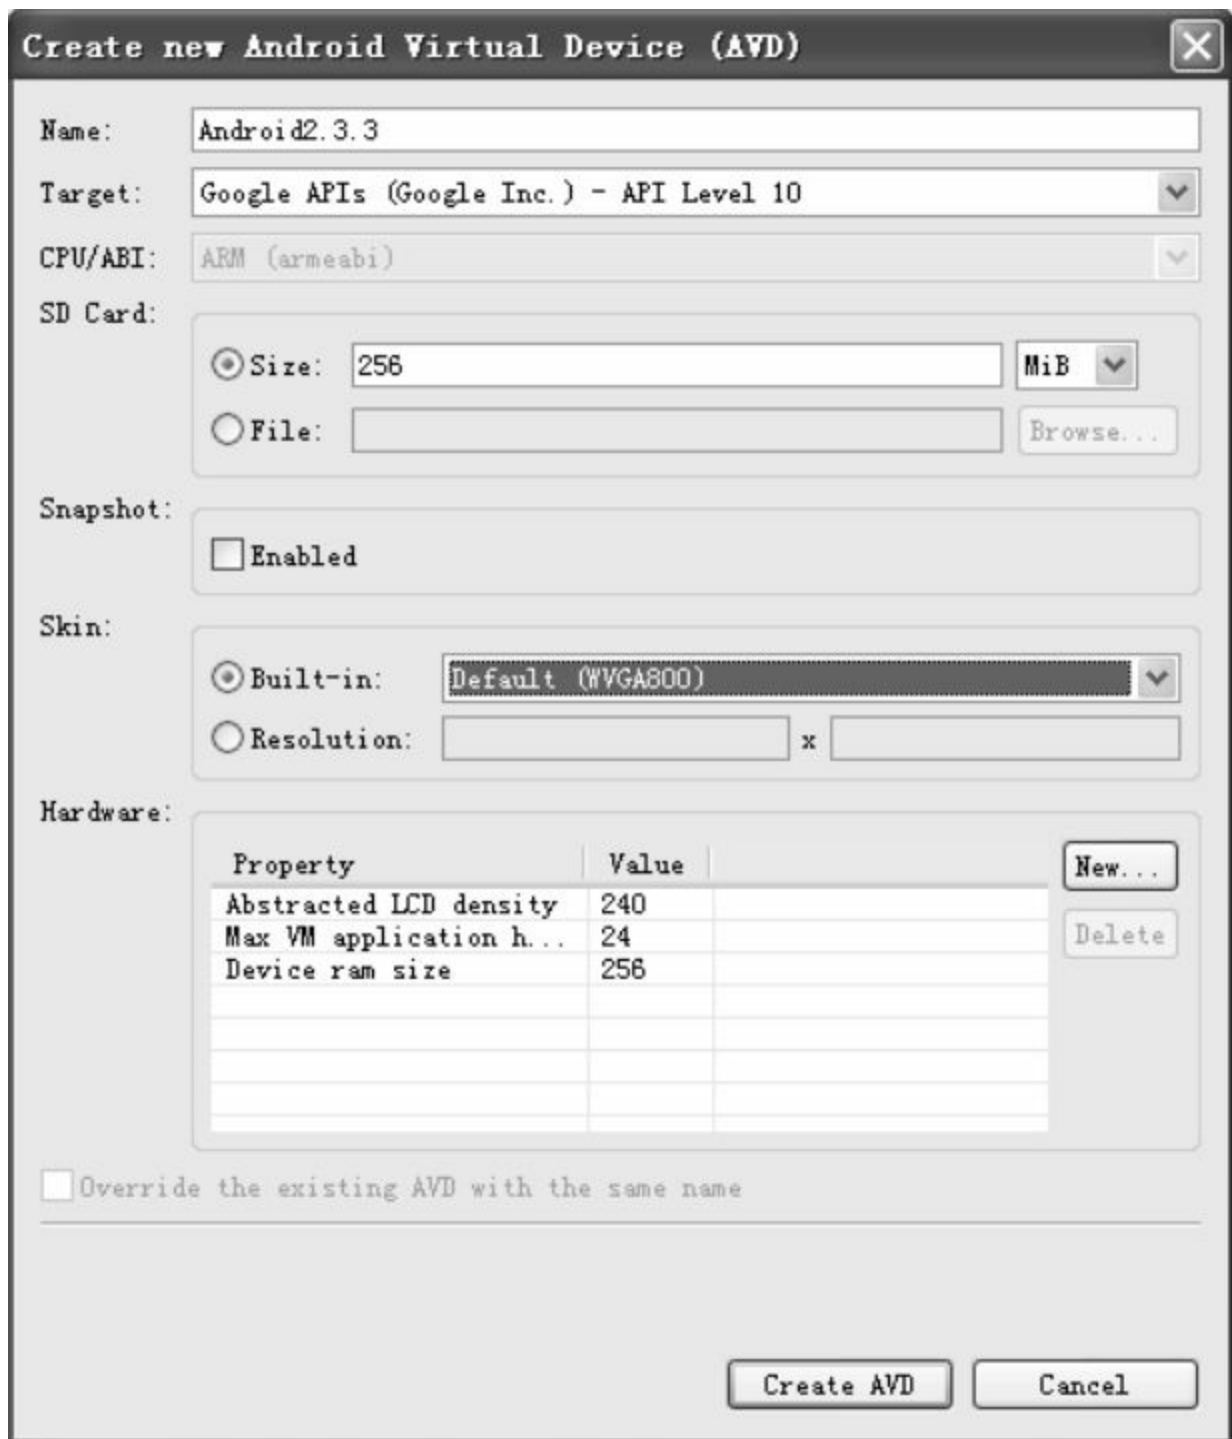 Create new Android Virtual Device (AVD)
Name: Android2.3.3
Target: Google APIs (Google Inc.) - API Level 10
CPU/ABI: ARM (armeabi)
SD Card:
Size: 256 MiB
File: Browse...
Snapshot:
Enabled
Skin:
Built-in: Default (WVGA800)
Resolution: x
Hardware:
Property Value New...
Abstracted LCD density 240
Max VM application h... 24 Delete
Device ram size 256
Override the existing AVD with the same name
Create AVD Cancel